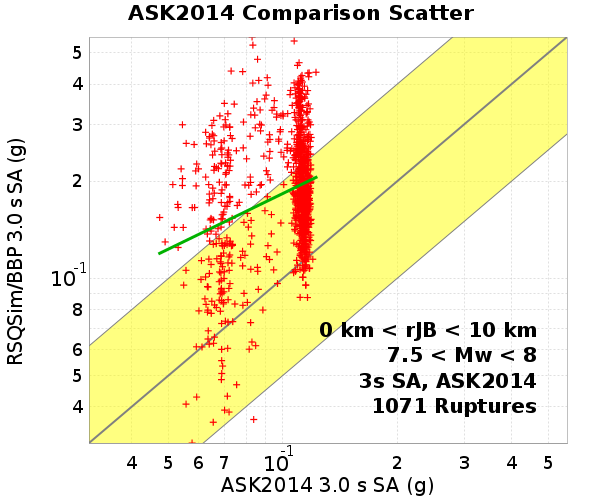 ASK2014 Comparison Scatter
RSQSim/BBP 3.0 s SA (g)
5
4
3
2
10-1
8
6
5
4
0 km < rJB < 10 km
7.5 < Mw < 8
3s SA, ASK2014
1071 Ruptures
4 5 6 7 10-1 2 3 4 5
ASK2014 3.0 s SA (g)